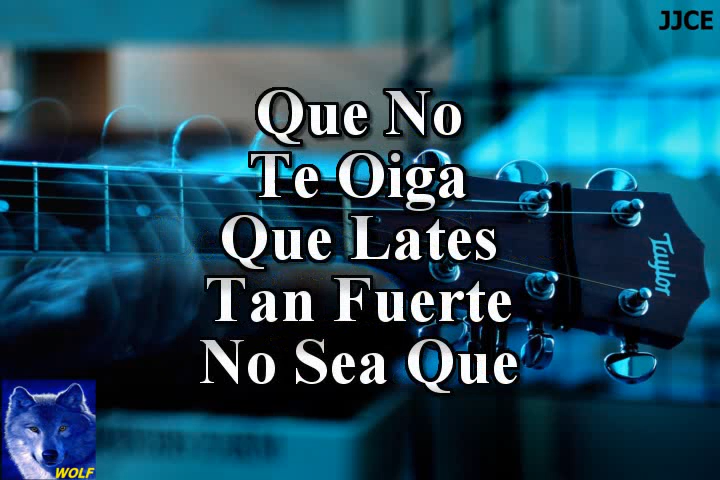 JJCE
Que No
Te Oiga
Que Lates
Tan Fuerte
No Sea Que
Taylor
WOLF